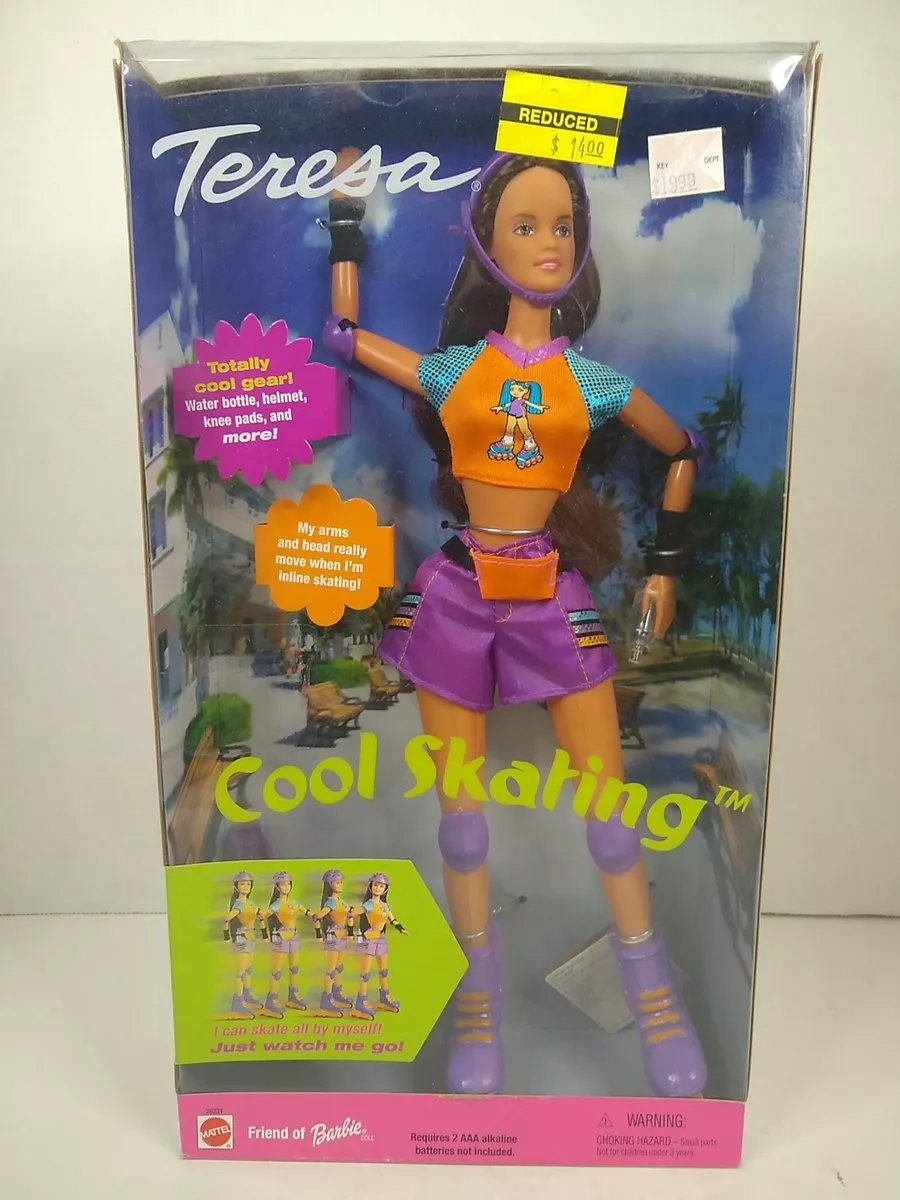 REDUCED
$ 14.00
KEY DEPT
$19.99
Teresa®
Totally
cool gear!
Water bottle, helmet,
knee pads, and
more!
My arms
and head really
move when I'm
inline skating!
Cool Skating™
I can skate all by myself!
Just watch me go!
MATTEL
Friend of Barbie®
DOLL
Requires 2 AAA alkaline
batteries not included.
⚠ WARNING:
CHOKING HAZARD – Small parts
Not for children under 3 years